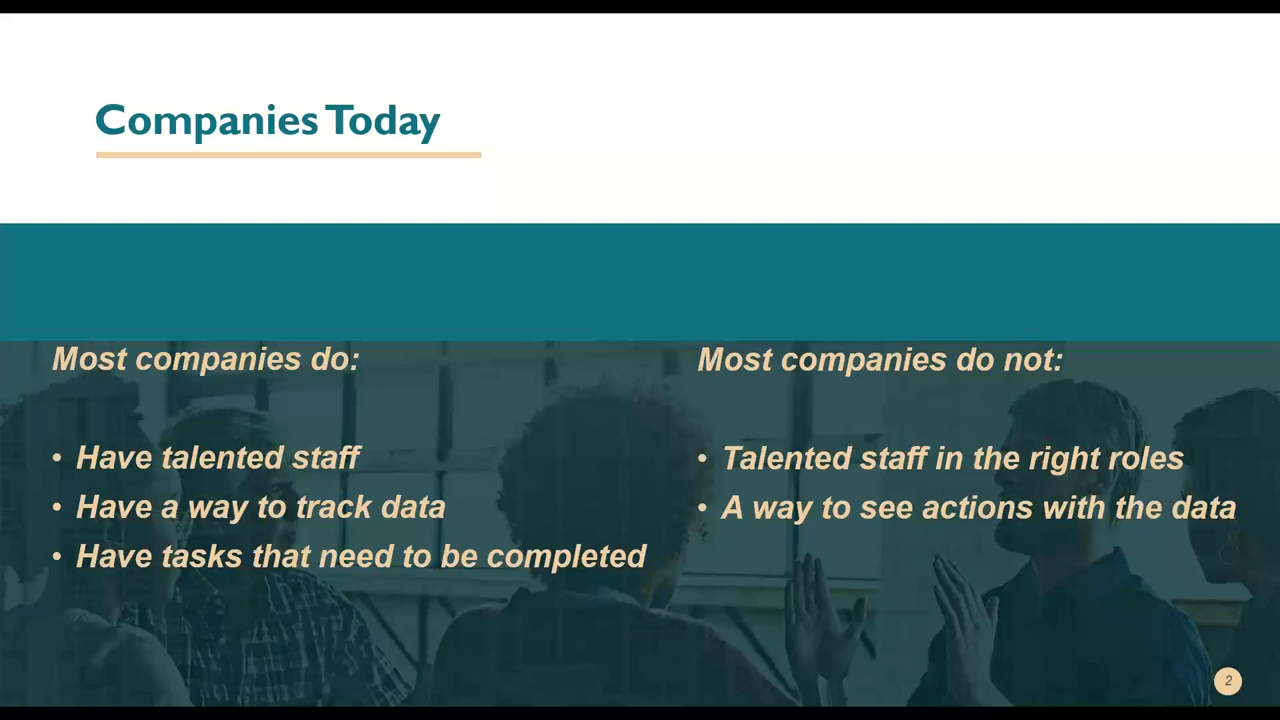 Companies Today
Most companies do:
• Have talented staff
• Have a way to track data
• Have tasks that need to be completed
Most companies do not:
• Talented staff in the right roles
• A way to see actions with the data
2